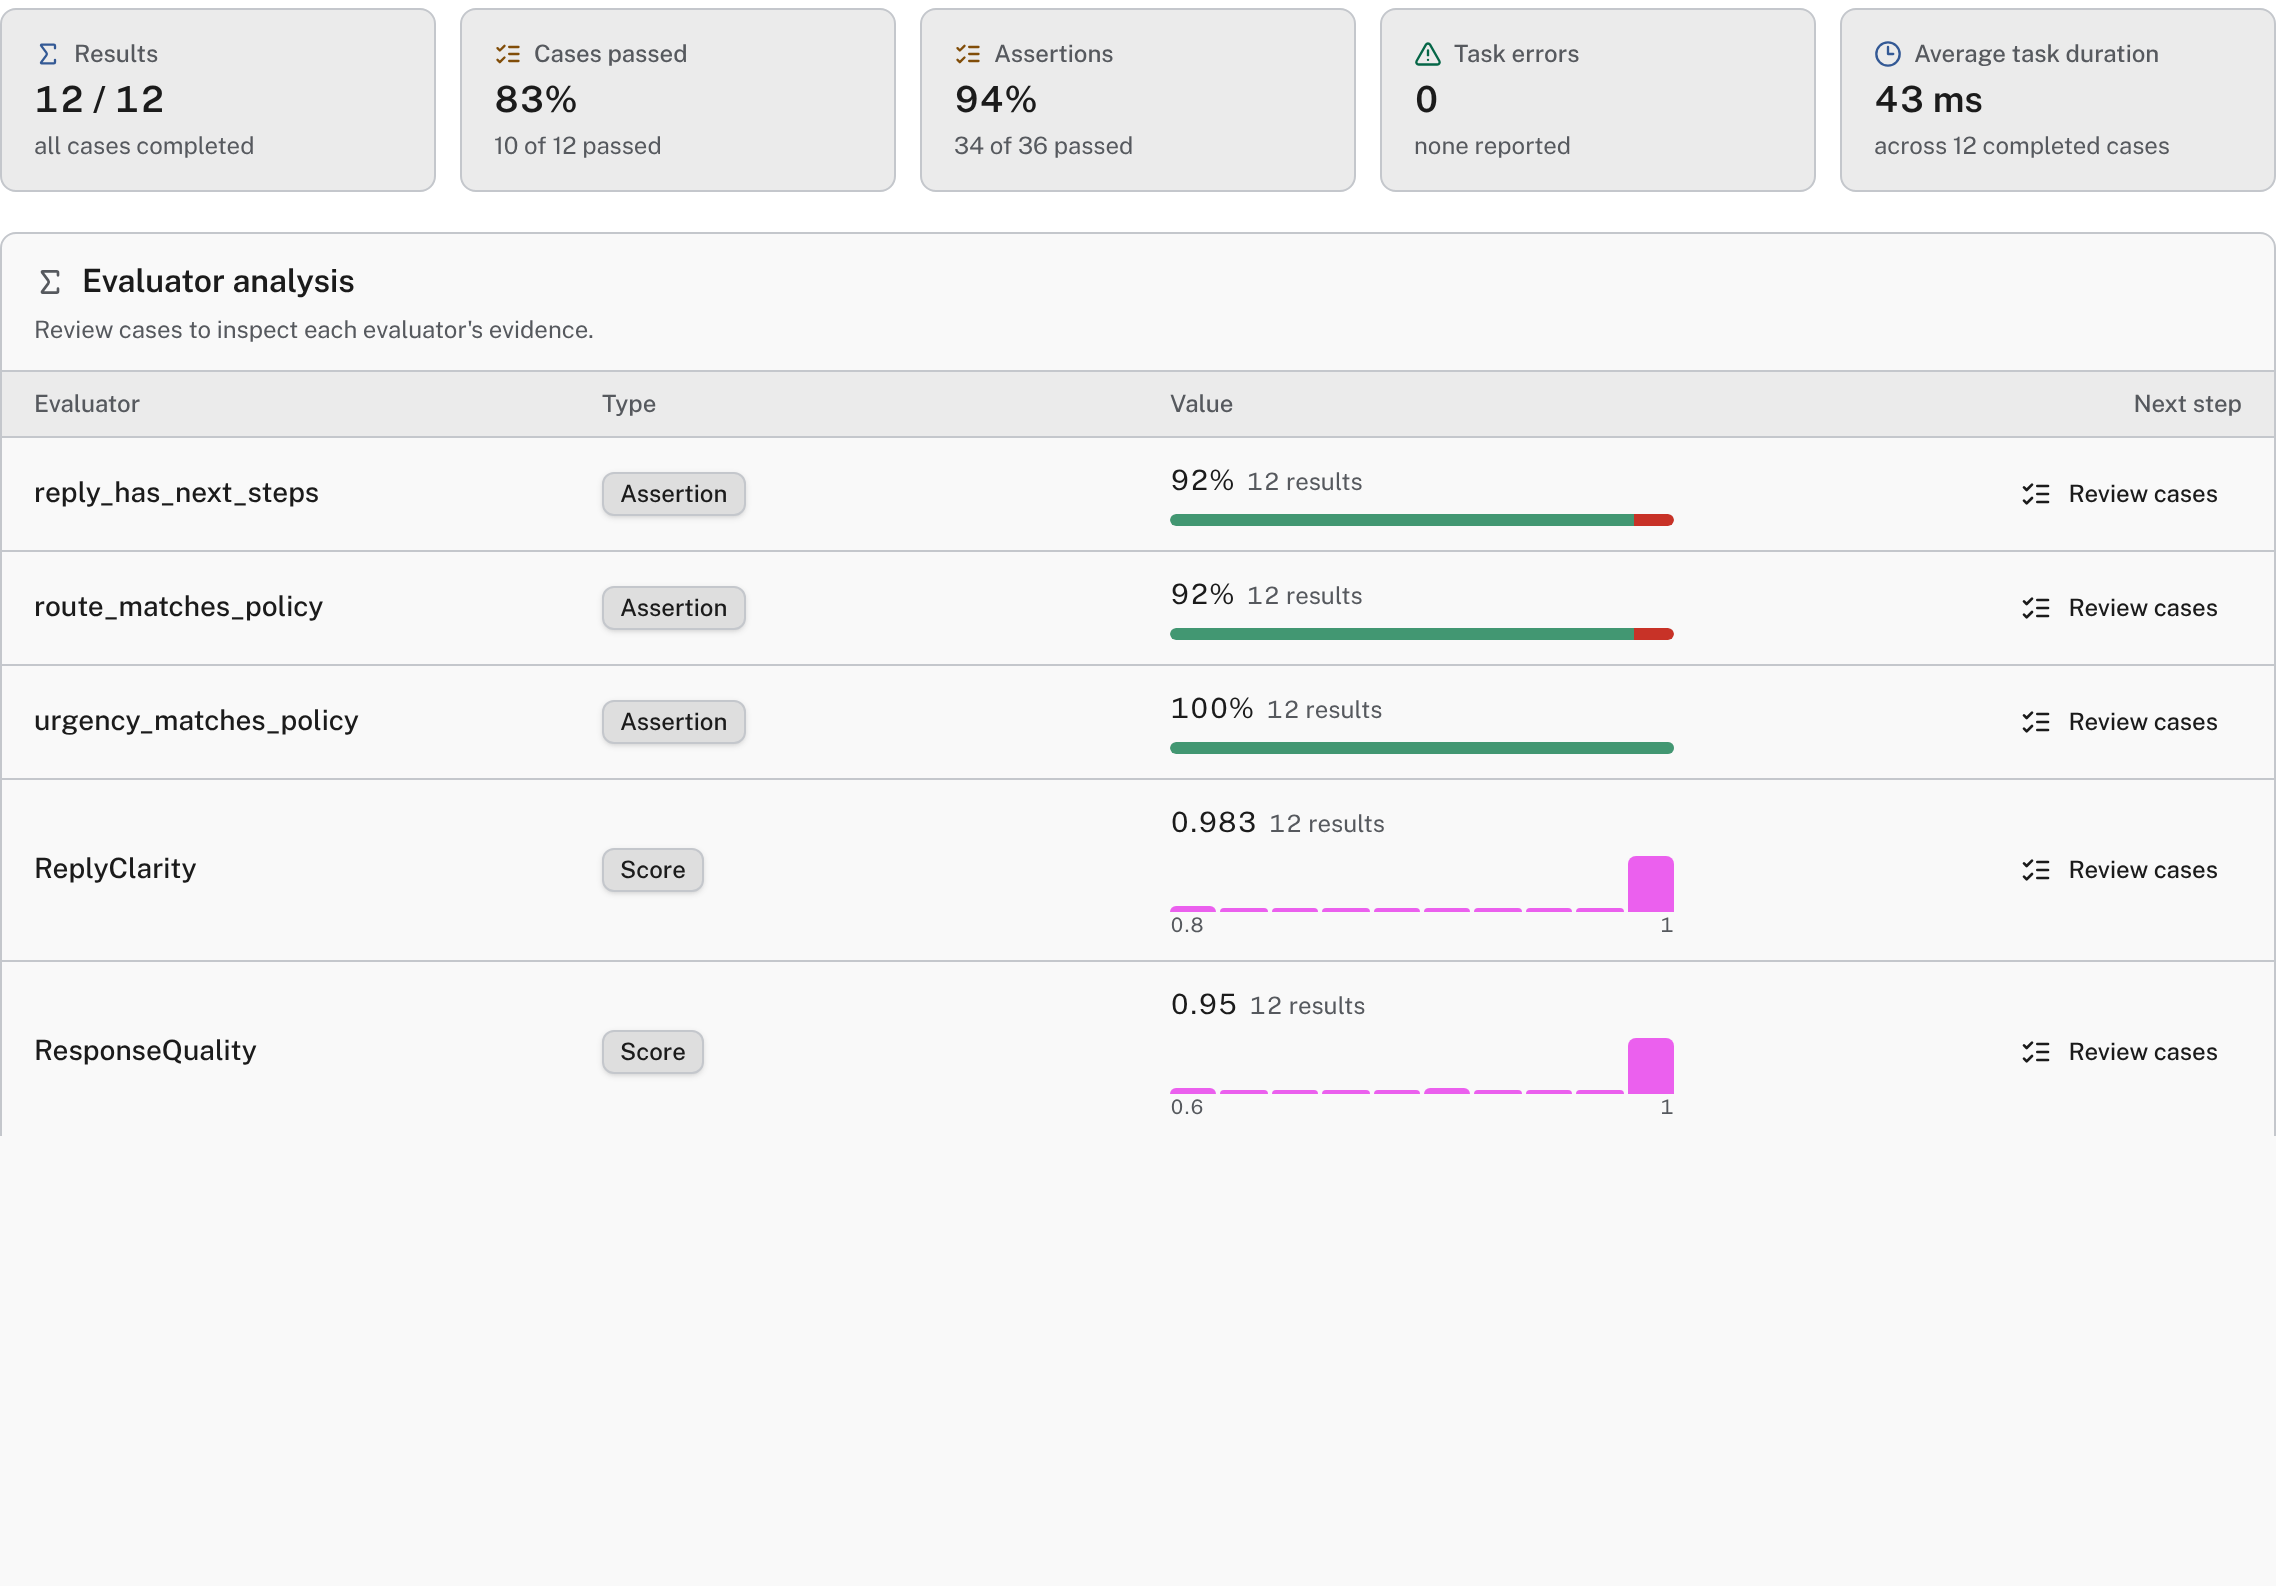 Results
12 / 12
all cases completed
Cases passed
83%
10 of 12 passed
Assertions
94%
34 of 36 passed
Task errors
0
none reported
Average task duration
43 ms
across 12 completed cases
Evaluator analysis
Review cases to inspect each evaluator's evidence.
Evaluator Type Value Next step
reply_has_next_steps Assertion 92% 12 results Review cases
route_matches_policy Assertion 92% 12 results Review cases
urgency_matches_policy Assertion 100% 12 results Review cases
ReplyClarity Score 0.983 12 results Review cases
0.8 1
ResponseQuality Score 0.95 12 results Review cases
0.6 1